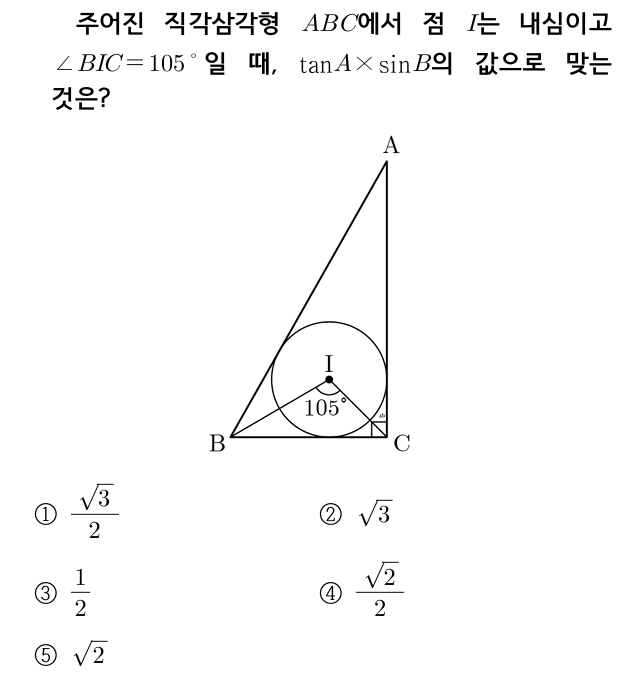 주어진 직각삼각형 ABC에서 점 I는 내심이고
∠BIC=105°일 때, tanA×sinB의 값으로 맞는
것은?
A
I
105°
B
C
① √3/2 ② √3
③ 1/2 ④ √2/2
⑤ √2